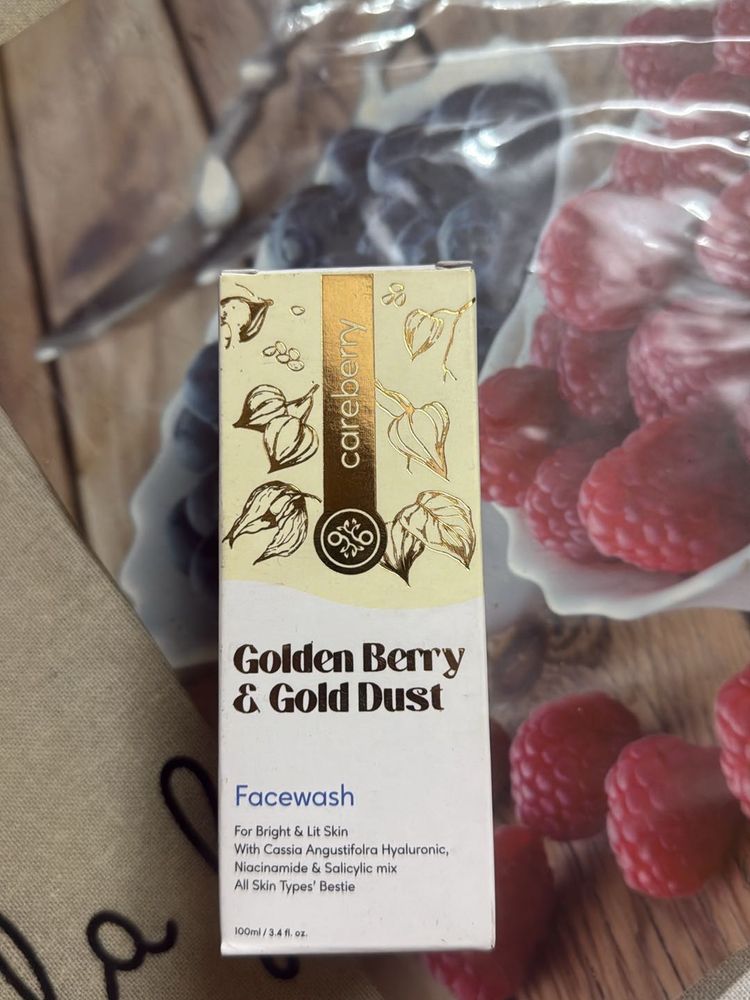 careberry
Golden Berry
& Gold Dust
Facewash
For Bright & Lit Skin
With Cassia Angustifolra Hyaluronic,
Niacinamide & Salicylic mix
All Skin Types' Bestie
100ml / 3.4 fl. oz.
la